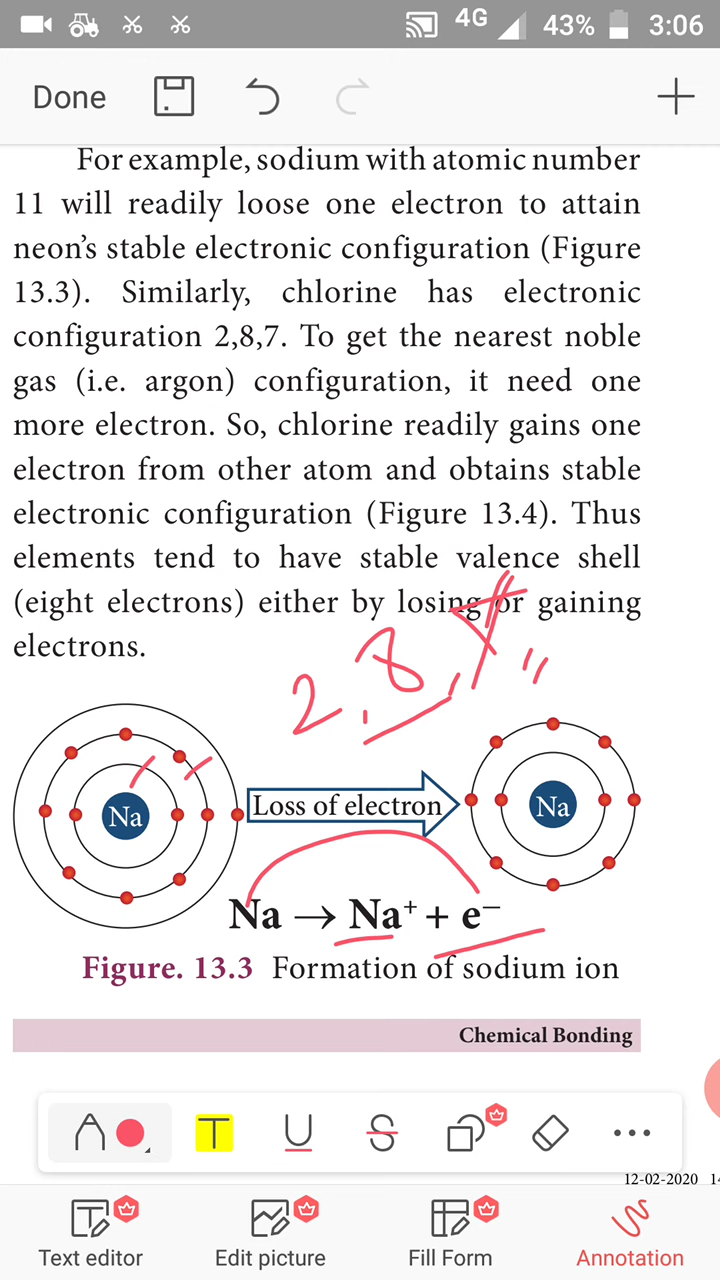 4G 43% 3:06
Done
For example, sodium with atomic number
11 will readily loose one electron to attain
neon's stable electronic configuration (Figure
13.3). Similarly, chlorine has electronic
configuration 2,8,7. To get the nearest noble
gas (i.e. argon) configuration, it need one
more electron. So, chlorine readily gains one
electron from other atom and obtains stable
electronic configuration (Figure 13.4). Thus
elements tend to have stable valence shell
(eight electrons) either by losing or gaining
electrons.
2,8,
Na Loss of electron Na
Na → Na⁺ + e⁻
Figure. 13.3 Formation of sodium ion
Chemical Bonding
T U S
12-02-2020 14
Text editor Edit picture Fill Form Annotation